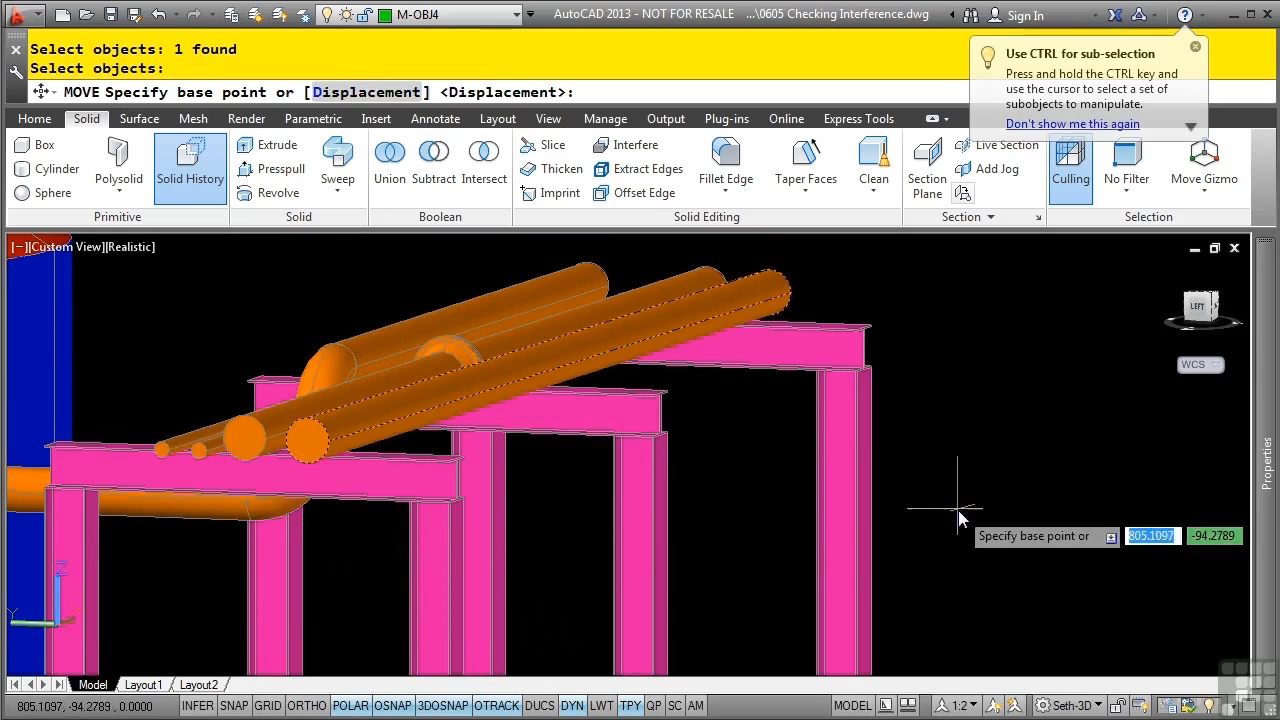 M-OBJ4
AutoCAD 2013 - NOT FOR RESALE ...\0605 Checking Interference.dwg
Sign In
Select objects: 1 found
Select objects:
MOVE Specify base point or [Displacement] <Displacement>:
Use CTRL for sub-selection
Press and hold the CTRL key and
use the cursor to select a set of
subobjects to manipulate.
Don't show me this again
Home Solid Surface Mesh Render Parametric Insert Annotate Layout View Manage Output Plug-ins Online Express Tools
Box
Cylinder
Sphere
Polysolid
Solid History
Extrude
Presspull
Revolve
Sweep
Union
Subtract
Intersect
Slice
Thicken
Imprint
Interfere
Extract Edges
Offset Edge
Fillet Edge
Taper Faces
Clean
Section
Plane
Live Section
Add Jog
Culling
No Filter
Move Gizmo
Primitive
Solid
Boolean
Solid Editing
Section
Selection
[−][Custom View][Realistic]
LEFT
WCS
Properties
Specify base point or 805.1097 -94.2789
Z
Y
X
Model Layout1 Layout2
805.1097, -94.2789, 0.0000
INFER SNAP GRID ORTHO POLAR OSNAP 3DOSNAP OTRACK DUCS DYN LWT TPY QP SC AM
MODEL
1:2
Seth-3D